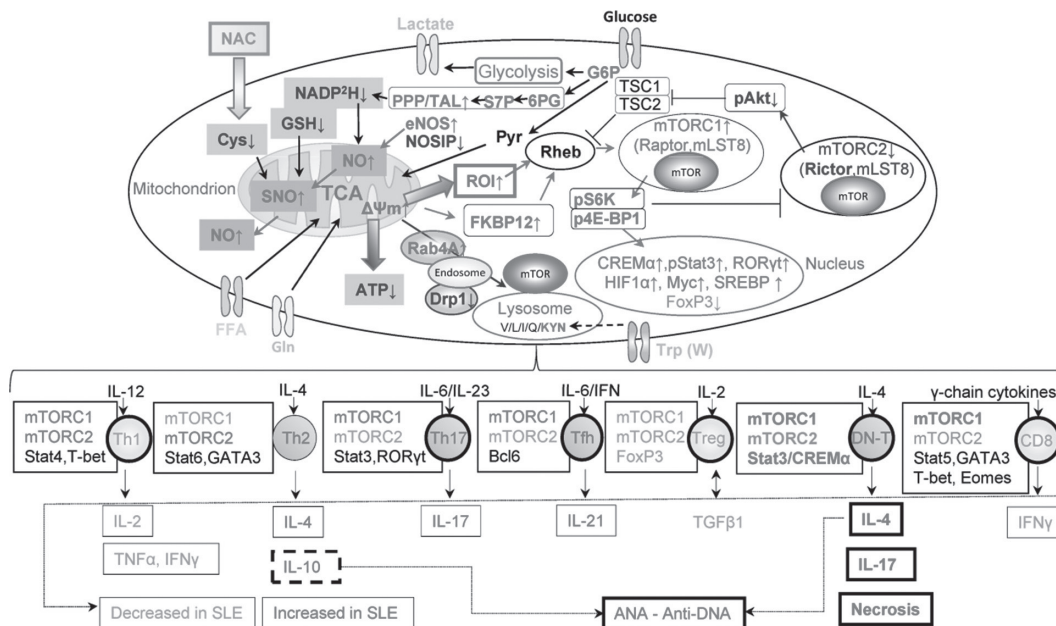 Lactate
Glucose
NAC
Glycolysis
G6P
TSC1
TSC2
pAkt↓
NADP²H↓
PPP/TAL↑
S7P
6PG
GSH↓
eNOS↑
NOSIP↓
Cys↓
Pyr
Rheb
mTORC1↑
(Raptor,mLST8)
mTOR
mTORC2↓
(Rictor,mLST8)
mTOR
NO↑
Mitochondrion
SNO↑
TCA
ΔΨm↑
ROI↑
NO↑
FKBP12↑
pS6K
p4E-BP1
Rab4A↑
Endosome
mTOR
ATP↓
Drp1↓
Lysosome
V/L/I/Q/KYN
CREMα↑,pStat3↑, RORγt↑
HIF1α↑, Myc↑, SREBP ↑
FoxP3↓
Nucleus
FFA
Gln
Trp (W)
IL-12
mTORC1
mTORC2
Stat4,T-bet
Th1
IL-4
mTORC1
mTORC2
Stat6,GATA3
Th2
IL-6/IL-23
mTORC1
mTORC2
Stat3,RORγt
Th17
IL-6/IFN
mTORC1
mTORC2
Bcl6
Tfh
IL-2
mTORC1
mTORC2
FoxP3
Treg
IL-4
mTORC1
mTORC2
Stat3/CREMα
DN-T
γ-chain cytokines
mTORC1
mTORC2
Stat5,GATA3
T-bet, Eomes
CD8
IL-2
IL-4
IL-17
IL-21
TGFβ1
IL-4
IFNγ
TNFα, IFNγ
IL-10
IL-17
Decreased in SLE
Increased in SLE
ANA - Anti-DNA
Necrosis